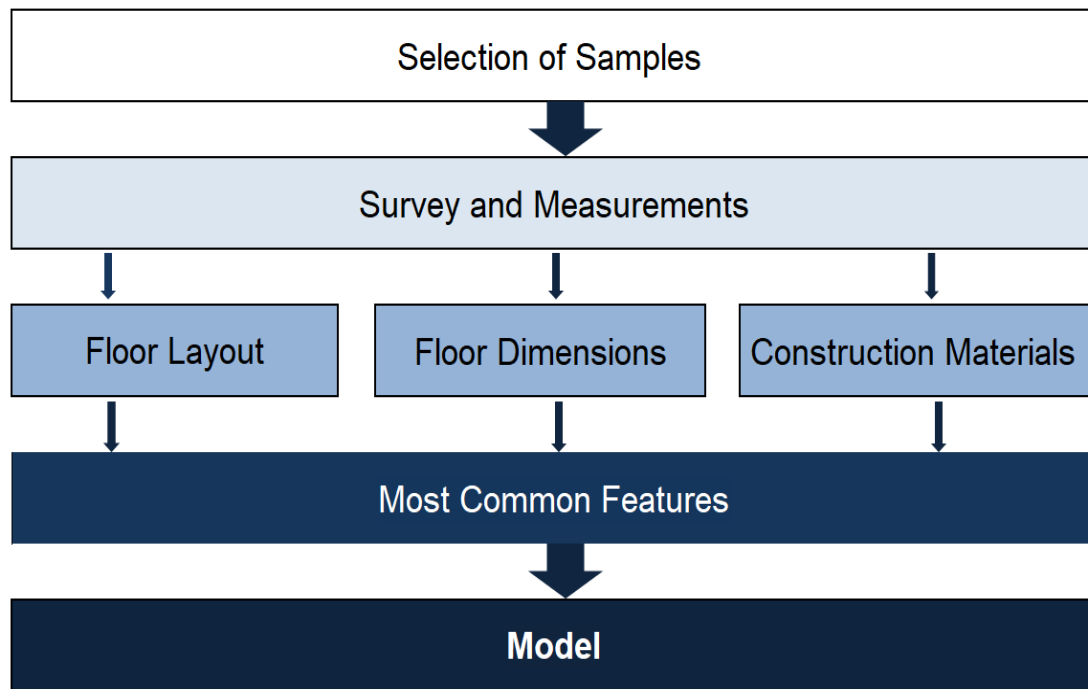 Selection of Samples
Survey and Measurements
Floor Layout
Floor Dimensions
Construction Materials
Most Common Features
Model